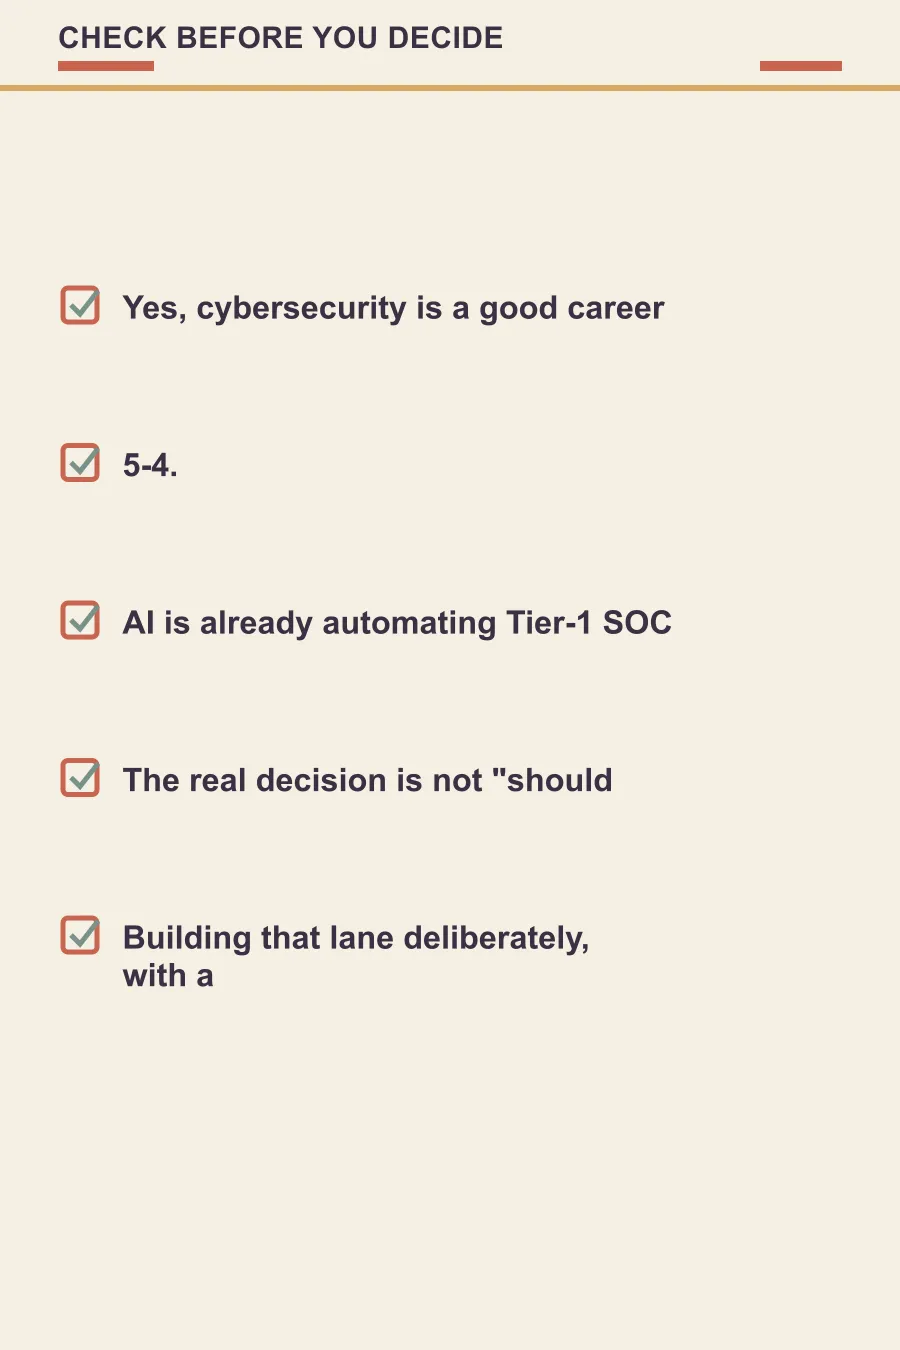 CHECK BEFORE YOU DECIDE
Yes, cybersecurity is a good career
5-4.
AI is already automating Tier-1 SOC
The real decision is not "should
Building that lane deliberately,
with a